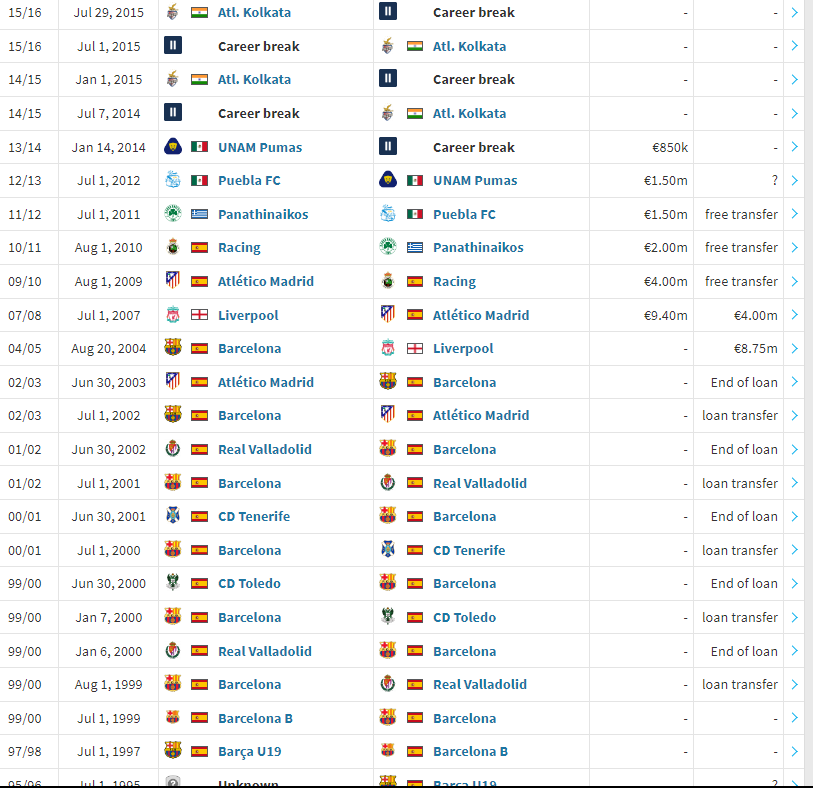 15/16 Jul 29, 2015 Atl. Kolkata Career break - -
15/16 Jul 1, 2015 Career break Atl. Kolkata - -
14/15 Jan 1, 2015 Atl. Kolkata Career break - -
14/15 Jul 7, 2014 Career break Atl. Kolkata - -
13/14 Jan 14, 2014 UNAM Pumas Career break €850k -
12/13 Jul 1, 2012 Puebla FC UNAM Pumas €1.50m ?
11/12 Jul 1, 2011 Panathinaikos Puebla FC €1.50m free transfer
10/11 Aug 1, 2010 Racing Panathinaikos €2.00m free transfer
09/10 Aug 1, 2009 Atlético Madrid Racing €4.00m free transfer
07/08 Jul 1, 2007 Liverpool Atlético Madrid €9.40m €4.00m
04/05 Aug 20, 2004 Barcelona Liverpool - €8.75m
02/03 Jun 30, 2003 Atlético Madrid Barcelona - End of loan
02/03 Jul 1, 2002 Barcelona Atlético Madrid - loan transfer
01/02 Jun 30, 2002 Real Valladolid Barcelona - End of loan
01/02 Jul 1, 2001 Barcelona Real Valladolid - loan transfer
00/01 Jun 30, 2001 CD Tenerife Barcelona - End of loan
00/01 Jul 1, 2000 Barcelona CD Tenerife - loan transfer
99/00 Jun 30, 2000 CD Toledo Barcelona - End of loan
99/00 Jan 7, 2000 Barcelona CD Toledo - loan transfer
99/00 Jan 6, 2000 Real Valladolid Barcelona - End of loan
99/00 Aug 1, 1999 Barcelona Real Valladolid - loan transfer
99/00 Jul 1, 1999 Barcelona B Barcelona - -
97/98 Jul 1, 1997 Barça U19 Barcelona B - -
95/96 Jul 1, 1995 Unknown Barça U19 - ?